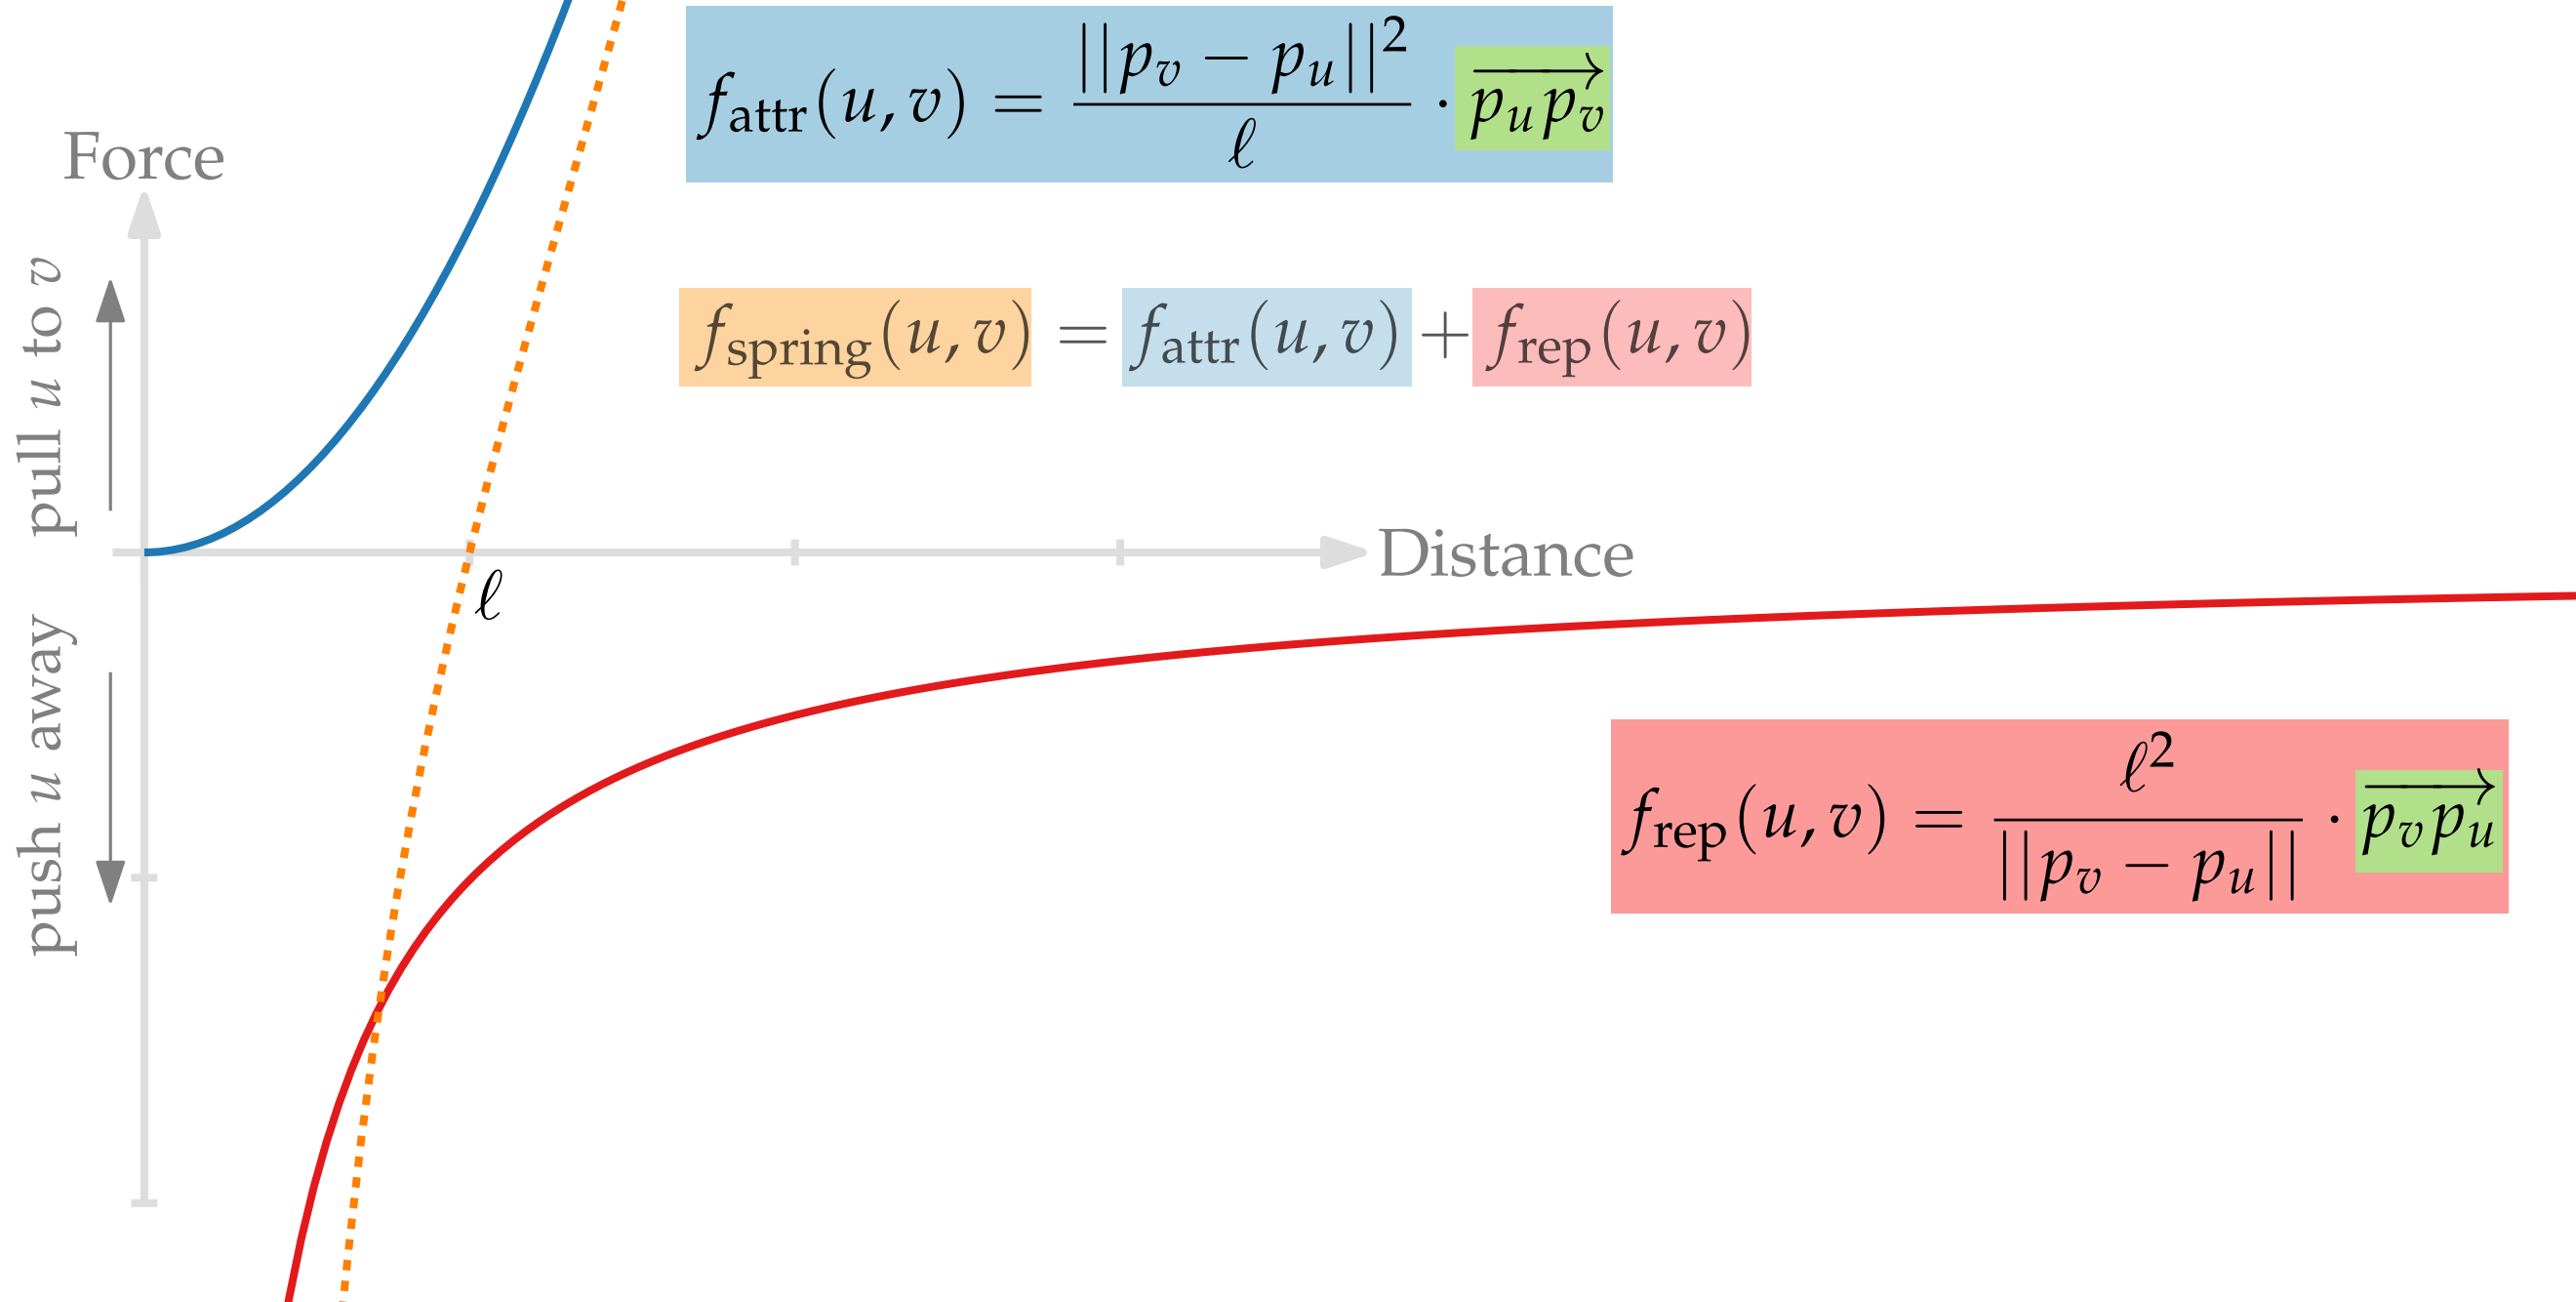 f_attr(u, v) = ||p_v − p_u||² / ℓ · →p_u p_v
Force
f_spring(u, v) = f_attr(u, v) + f_rep(u, v)
pull u to v
Distance
ℓ
push u away
f_rep(u, v) = ℓ² / ||p_v − p_u|| · →p_v p_u